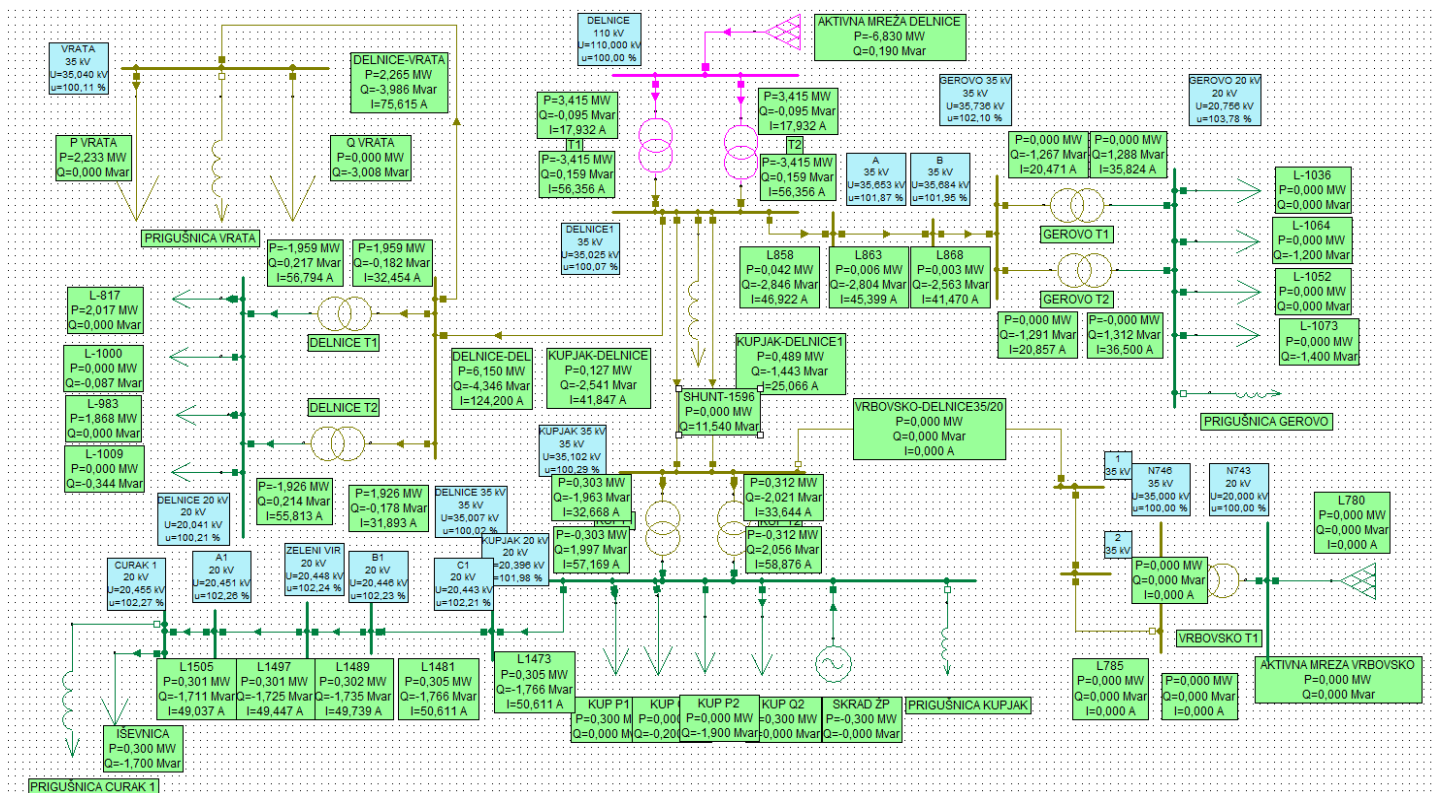 VRATA
35 kV
U=35,040 kV
u=100,11 %
DELNICE-VRATA
P=2,265 MW
Q=-3,986 Mvar
I=75,615 A
P VRATA
P=2,233 MW
Q=0,000 Mvar
Q VRATA
P=0,000 MW
Q=-3,008 Mvar
PRIGUŠNICA VRATA
DELNICE
110 kV
U=110,000 kV
u=100,00 %
AKTIVNA MREŽA DELNICE
P=-6,830 MW
Q=0,190 Mvar
P=3,415 MW
Q=-0,095 Mvar
I=17,932 A
T1
P=-3,415 MW
Q=0,159 Mvar
I=56,356 A
P=3,415 MW
Q=-0,095 Mvar
I=17,932 A
T2
P=-3,415 MW
Q=0,159 Mvar
I=56,356 A
DELNICE1
35 kV
U=35,025 kV
u=100,07 %
A
35 kV
U=35,653 kV
u=101,87 %
B
35 kV
U=35,684 kV
u=101,95 %
GEROVO 35 kV
35 kV
U=35,736 kV
u=102,10 %
GEROVO 20 kV
20 kV
U=20,756 kV
u=103,78 %
P=0,000 MW
Q=-1,267 Mvar
I=20,471 A
P=0,000 MW
Q=1,288 Mvar
I=35,824 A
GEROVO T1
GEROVO T2
P=0,000 MW
Q=-1,291 Mvar
I=20,857 A
P=-0,000 MW
Q=1,312 Mvar
I=36,500 A
L-1036
P=0,000 MW
Q=0,000 Mvar
L-1064
P=0,000 MW
Q=-1,200 Mvar
L-1052
P=0,000 MW
Q=0,000 Mvar
L-1073
P=0,000 MW
Q=-1,400 Mvar
PRIGUŠNICA GEROVO
L858
P=0,042 MW
Q=-2,846 Mvar
I=46,922 A
L863
P=0,006 MW
Q=-2,804 Mvar
I=45,399 A
L868
P=0,003 MW
Q=-2,563 Mvar
I=41,470 A
P=-1,959 MW
Q=0,217 Mvar
I=56,794 A
P=1,959 MW
Q=-0,182 Mvar
I=32,454 A
L-817
P=2,017 MW
Q=0,000 Mvar
L-1000
P=0,000 MW
Q=-0,087 Mvar
L-983
P=1,868 MW
Q=0,000 Mvar
L-1009
P=0,000 MW
Q=-0,344 Mvar
DELNICE T1
DELNICE T2
DELNICE-DEL
P=6,150 MW
Q=-4,346 Mvar
I=124,200 A
KUPJAK-DELNICE
P=0,127 MW
Q=-2,541 Mvar
I=41,847 A
KUPJAK-DELNICE1
P=0,489 MW
Q=-1,443 Mvar
I=25,066 A
SHUNT-1596
P=0,000 MW
Q=11,540 Mvar
VRBOVSKO-DELNICE35/20
P=0,000 MW
Q=0,000 Mvar
I=0,000 A
P=-1,926 MW
Q=0,214 Mvar
I=55,813 A
P=1,926 MW
Q=-0,178 Mvar
I=31,893 A
DELNICE 20 kV
20 kV
U=20,041 kV
u=100,21 %
DELNICE 35 kV
35 kV
U=35,007 kV
u=100,02 %
KUPJAK 35 kV
35 kV
U=35,102 kV
u=100,29 %
P=0,303 MW
Q=-1,963 Mvar
I=32,668 A
P=0,312 MW
Q=-2,021 Mvar
I=33,644 A
P=-0,303 MW
Q=1,997 Mvar
I=57,169 A
P=-0,312 MW
Q=2,056 Mvar
I=58,876 A
KUPJAK 20 kV
20 kV
=20,396 kV
=101,98 %
CURAK 1
20 kV
U=20,455 kV
u=102,27 %
A1
20 kV
U=20,451 kV
u=102,26 %
ZELENI VIR
20 kV
U=20,448 kV
u=102,24 %
B1
20 kV
U=20,446 kV
u=102,23 %
C1
20 kV
U=20,443 kV
u=102,21 %
L1505
P=0,301 MW
Q=-1,711 Mvar
I=49,037 A
L1497
P=0,301 MW
Q=-1,725 Mvar
I=49,447 A
L1489
P=0,302 MW
Q=-1,735 Mvar
I=49,739 A
L1481
P=0,305 MW
Q=-1,766 Mvar
I=50,611 A
L1473
P=0,305 MW
Q=-1,766 Mvar
I=50,611 A
IŠEVNICA
P=0,300 MW
Q=-1,700 Mvar
PRIGUŠNICA CURAK 1
KUP P1
P=0,300 M
Q=0,000 M
KUP
P=0,00
Q=-0,200
KUP P2
P=0,000 MW
Q=-1,900 Mvar
KUP Q2
=0,300 MW
=0,000 Mvar
SKRAD ŽP
P=-0,300 MW
Q=-0,000 Mvar
PRIGUŠNICA KUPJAK
1
35 kV
2
35 kV
N746
35 kV
U=35,000 kV
u=100,00 %
N743
20 kV
U=20,000 kV
u=100,00 %
P=0,000 MW
Q=0,000 Mvar
I=0,000 A
L780
P=0,000 MW
Q=0,000 Mvar
I=0,000 A
VRBOVSKO T1
L785
P=0,000 MW
Q=0,000 Mvar
I=0,000 A
P=0,000 MW
Q=0,000 Mvar
I=0,000 A
AKTIVNA MREZA VRBOVSKO
P=0,000 MW
Q=0,000 Mvar